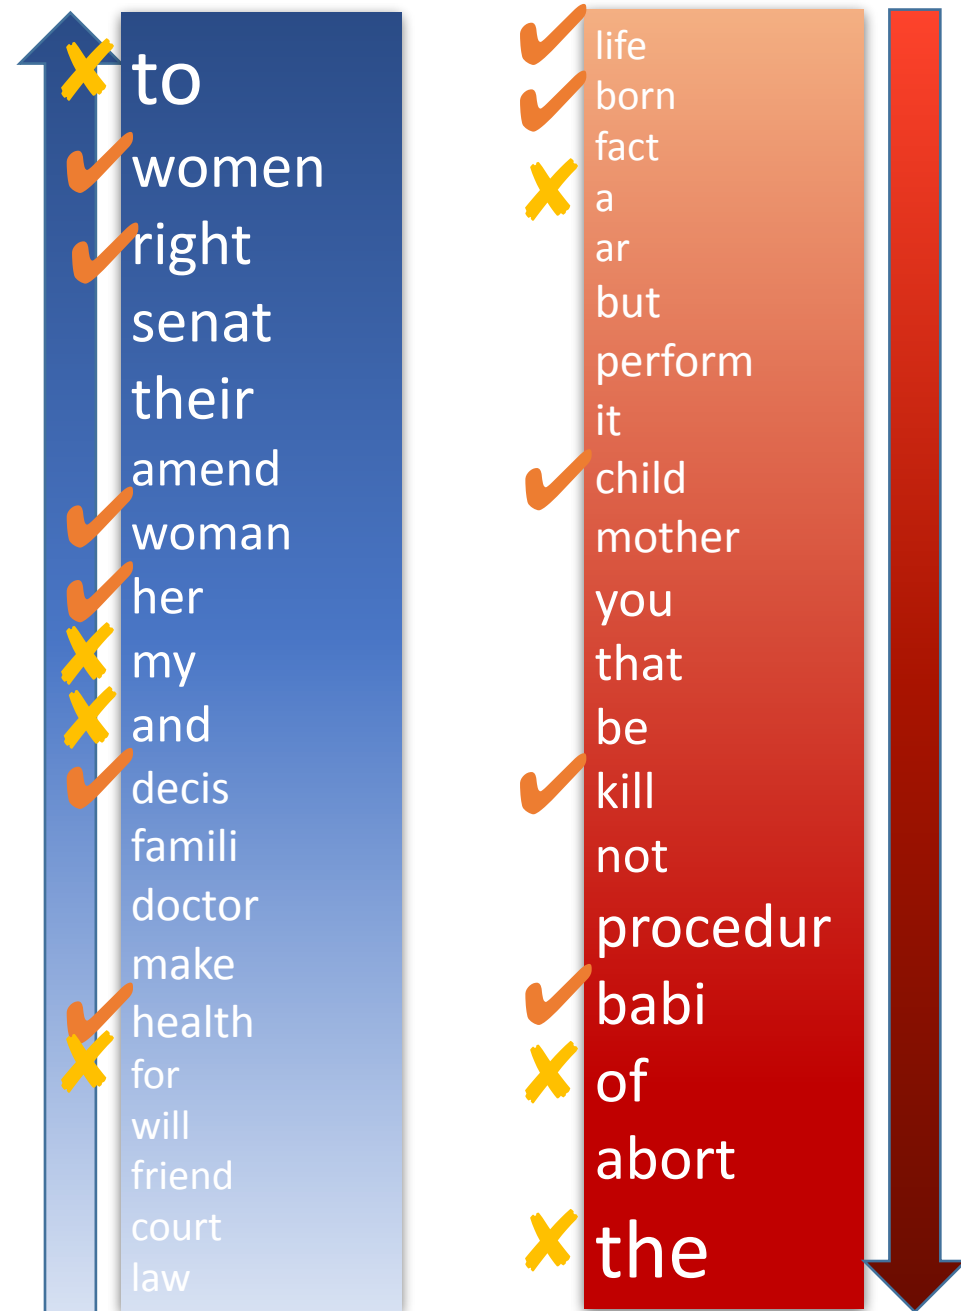 to
women
right
senat
their
amend
woman
her
my
and
decis
famili
doctor
make
health
for
will
friend
court
law
life
born
fact
a
ar
but
perform
it
child
mother
you
that
be
kill
not
procedur
babi
of
abort
the